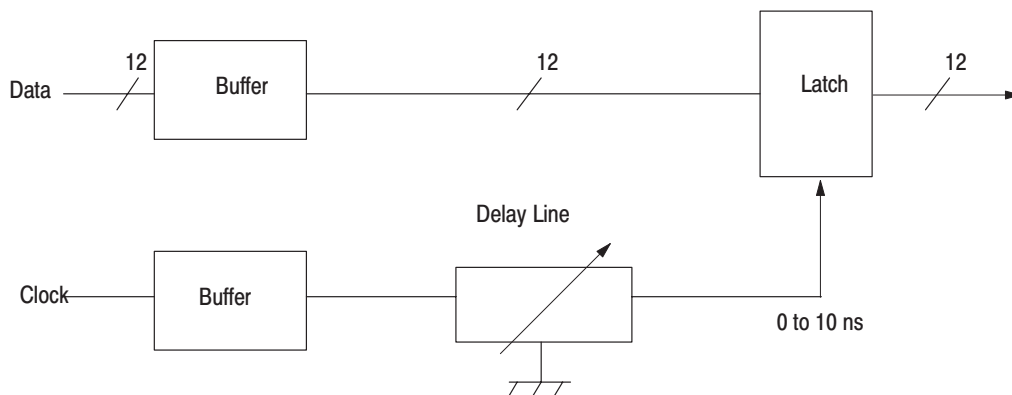 12
12
12
Data
Buffer
Latch
Delay Line
Clock
Buffer
0 to 10 ns